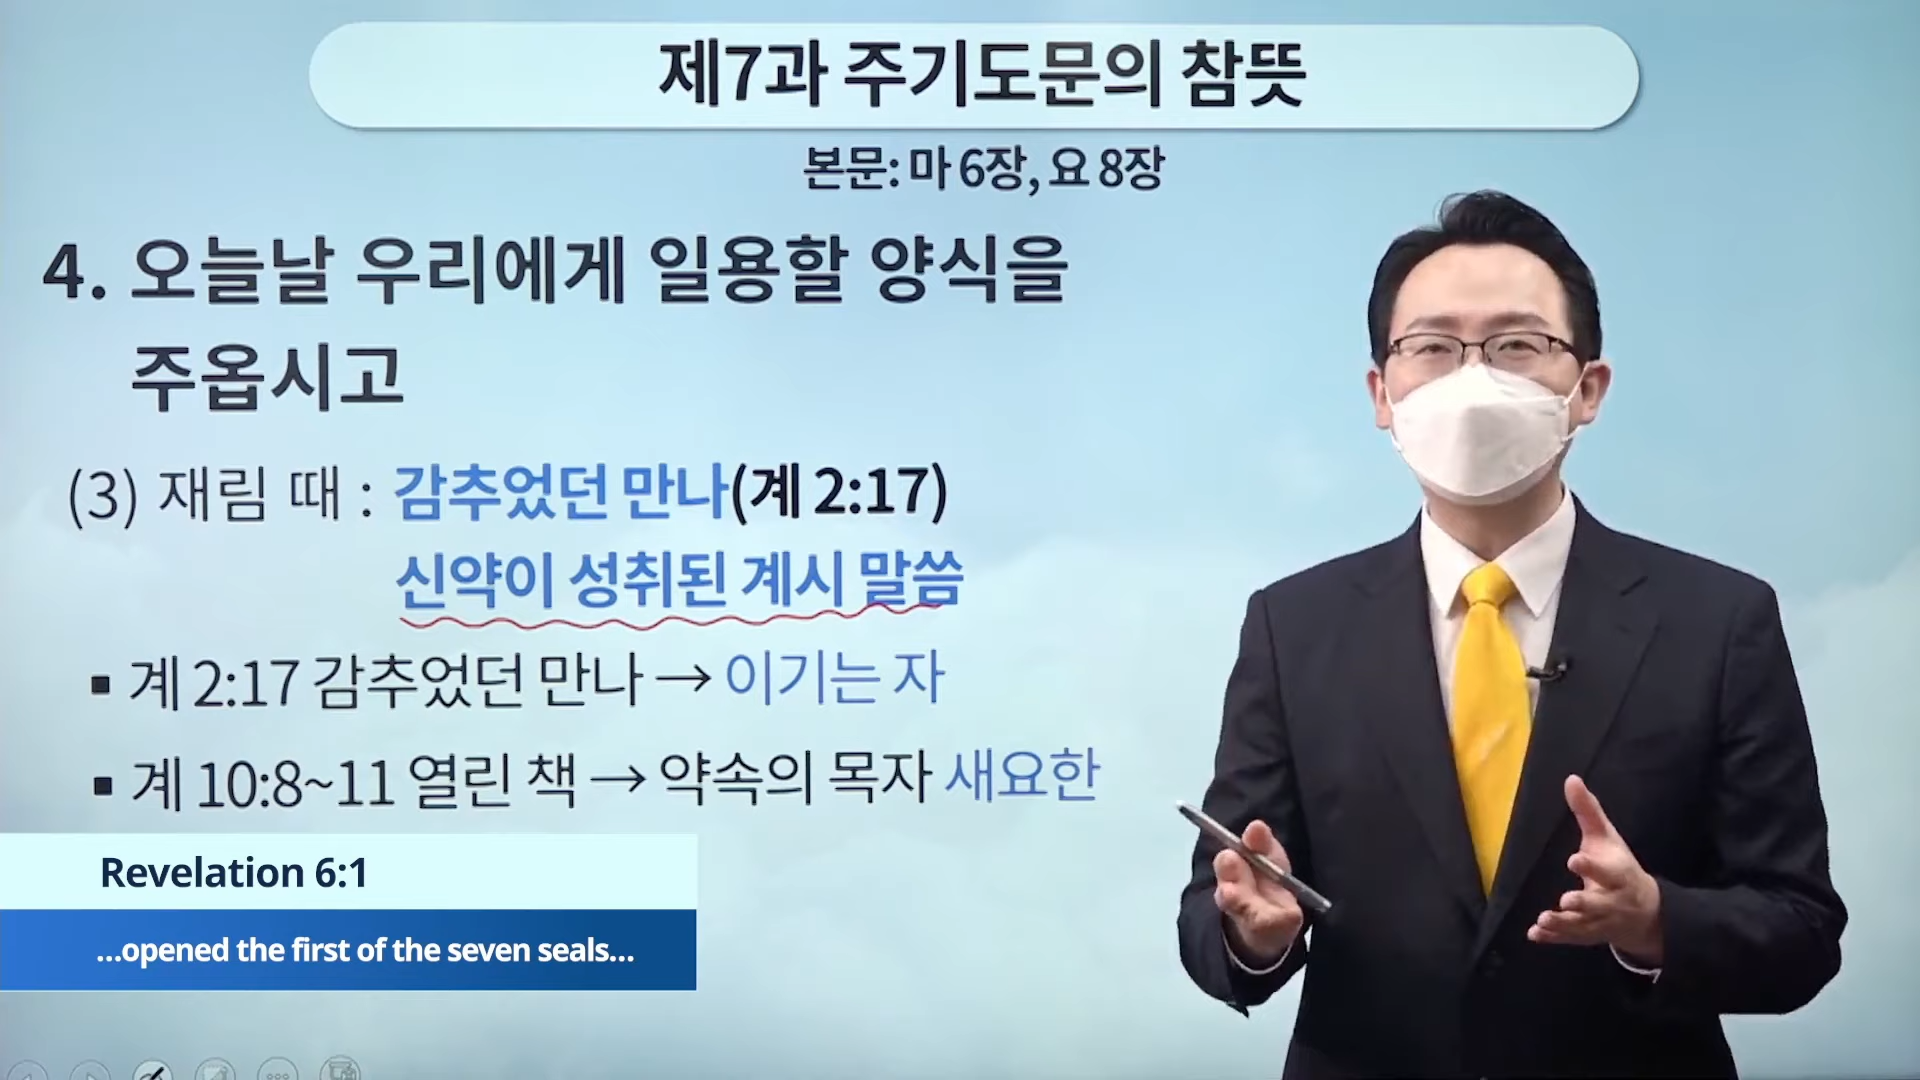 제7과 주기도문의 참뜻
본문: 마 6장, 요 8장
4. 오늘날 우리에게 일용할 양식을
주옵시고
(3) 재림 때 : 감추었던 만나(계 2:17)
신약이 성취된 계시 말씀
▪ 계 2:17 감추었던 만나 → 이기는 자
▪ 계 10:8~11 열린 책 → 약속의 목자 새요한
Revelation 6:1
...opened the first of the seven seals...